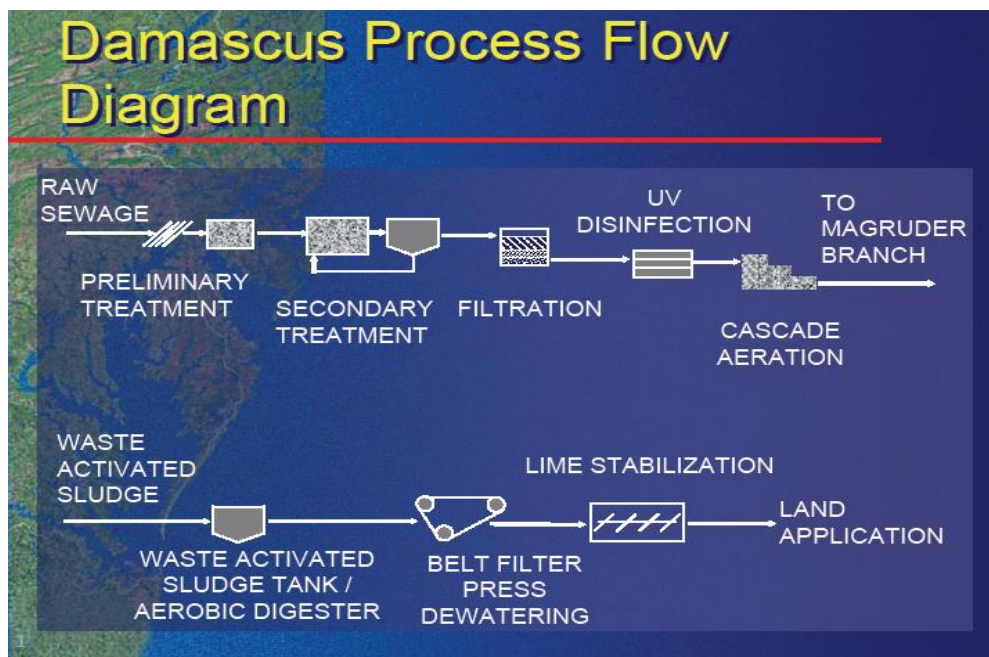 Damascus Process Flow
Diagram
RAW
SEWAGE
PRELIMINARY
TREATMENT
SECONDARY
TREATMENT
FILTRATION
UV
DISINFECTION
CASCADE
AERATION
TO
MAGRUDER
BRANCH
WASTE
ACTIVATED
SLUDGE
WASTE ACTIVATED
SLUDGE TANK /
AEROBIC DIGESTER
BELT FILTER
PRESS
DEWATERING
LIME STABILIZATION
LAND
APPLICATION
1